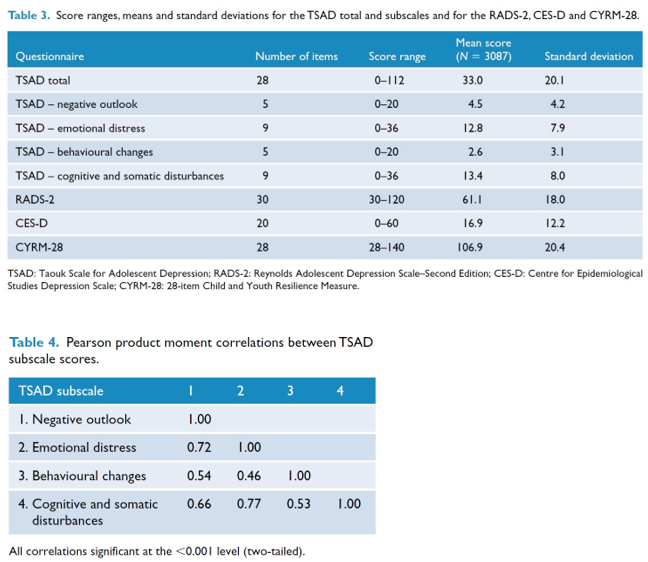 Table 3. Score ranges, means and standard deviations for the TSAD total and subscales and for the RADS-2, CES-D and CYRM-28.
Questionnaire Number of items Score range Mean score (N = 3087) Standard deviation
TSAD total 28 0–112 33.0 20.1
TSAD – negative outlook 5 0–20 4.5 4.2
TSAD – emotional distress 9 0–36 12.8 7.9
TSAD – behavioural changes 5 0–20 2.6 3.1
TSAD – cognitive and somatic disturbances 9 0–36 13.4 8.0
RADS-2 30 30–120 61.1 18.0
CES-D 20 0–60 16.9 12.2
CYRM-28 28 28–140 106.9 20.4
TSAD: Taouk Scale for Adolescent Depression; RADS-2: Reynolds Adolescent Depression Scale–Second Edition; CES-D: Centre for Epidemiological
Studies Depression Scale; CYRM-28: 28-item Child and Youth Resilience Measure.
Table 4. Pearson product moment correlations between TSAD
subscale scores.
TSAD subscale 1 2 3 4
1. Negative outlook 1.00
2. Emotional distress 0.72 1.00
3. Behavioural changes 0.54 0.46 1.00
4. Cognitive and somatic 0.66 0.77 0.53 1.00
disturbances
All correlations significant at the <0.001 level (two-tailed).